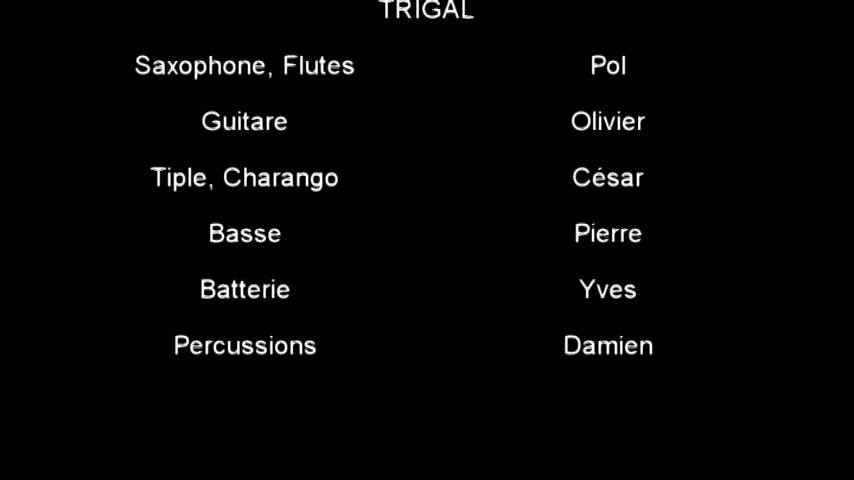 TRIGAL
Saxophone, Flutes Pol
Guitare Olivier
Tiple, Charango César
Basse Pierre
Batterie Yves
Percussions Damien